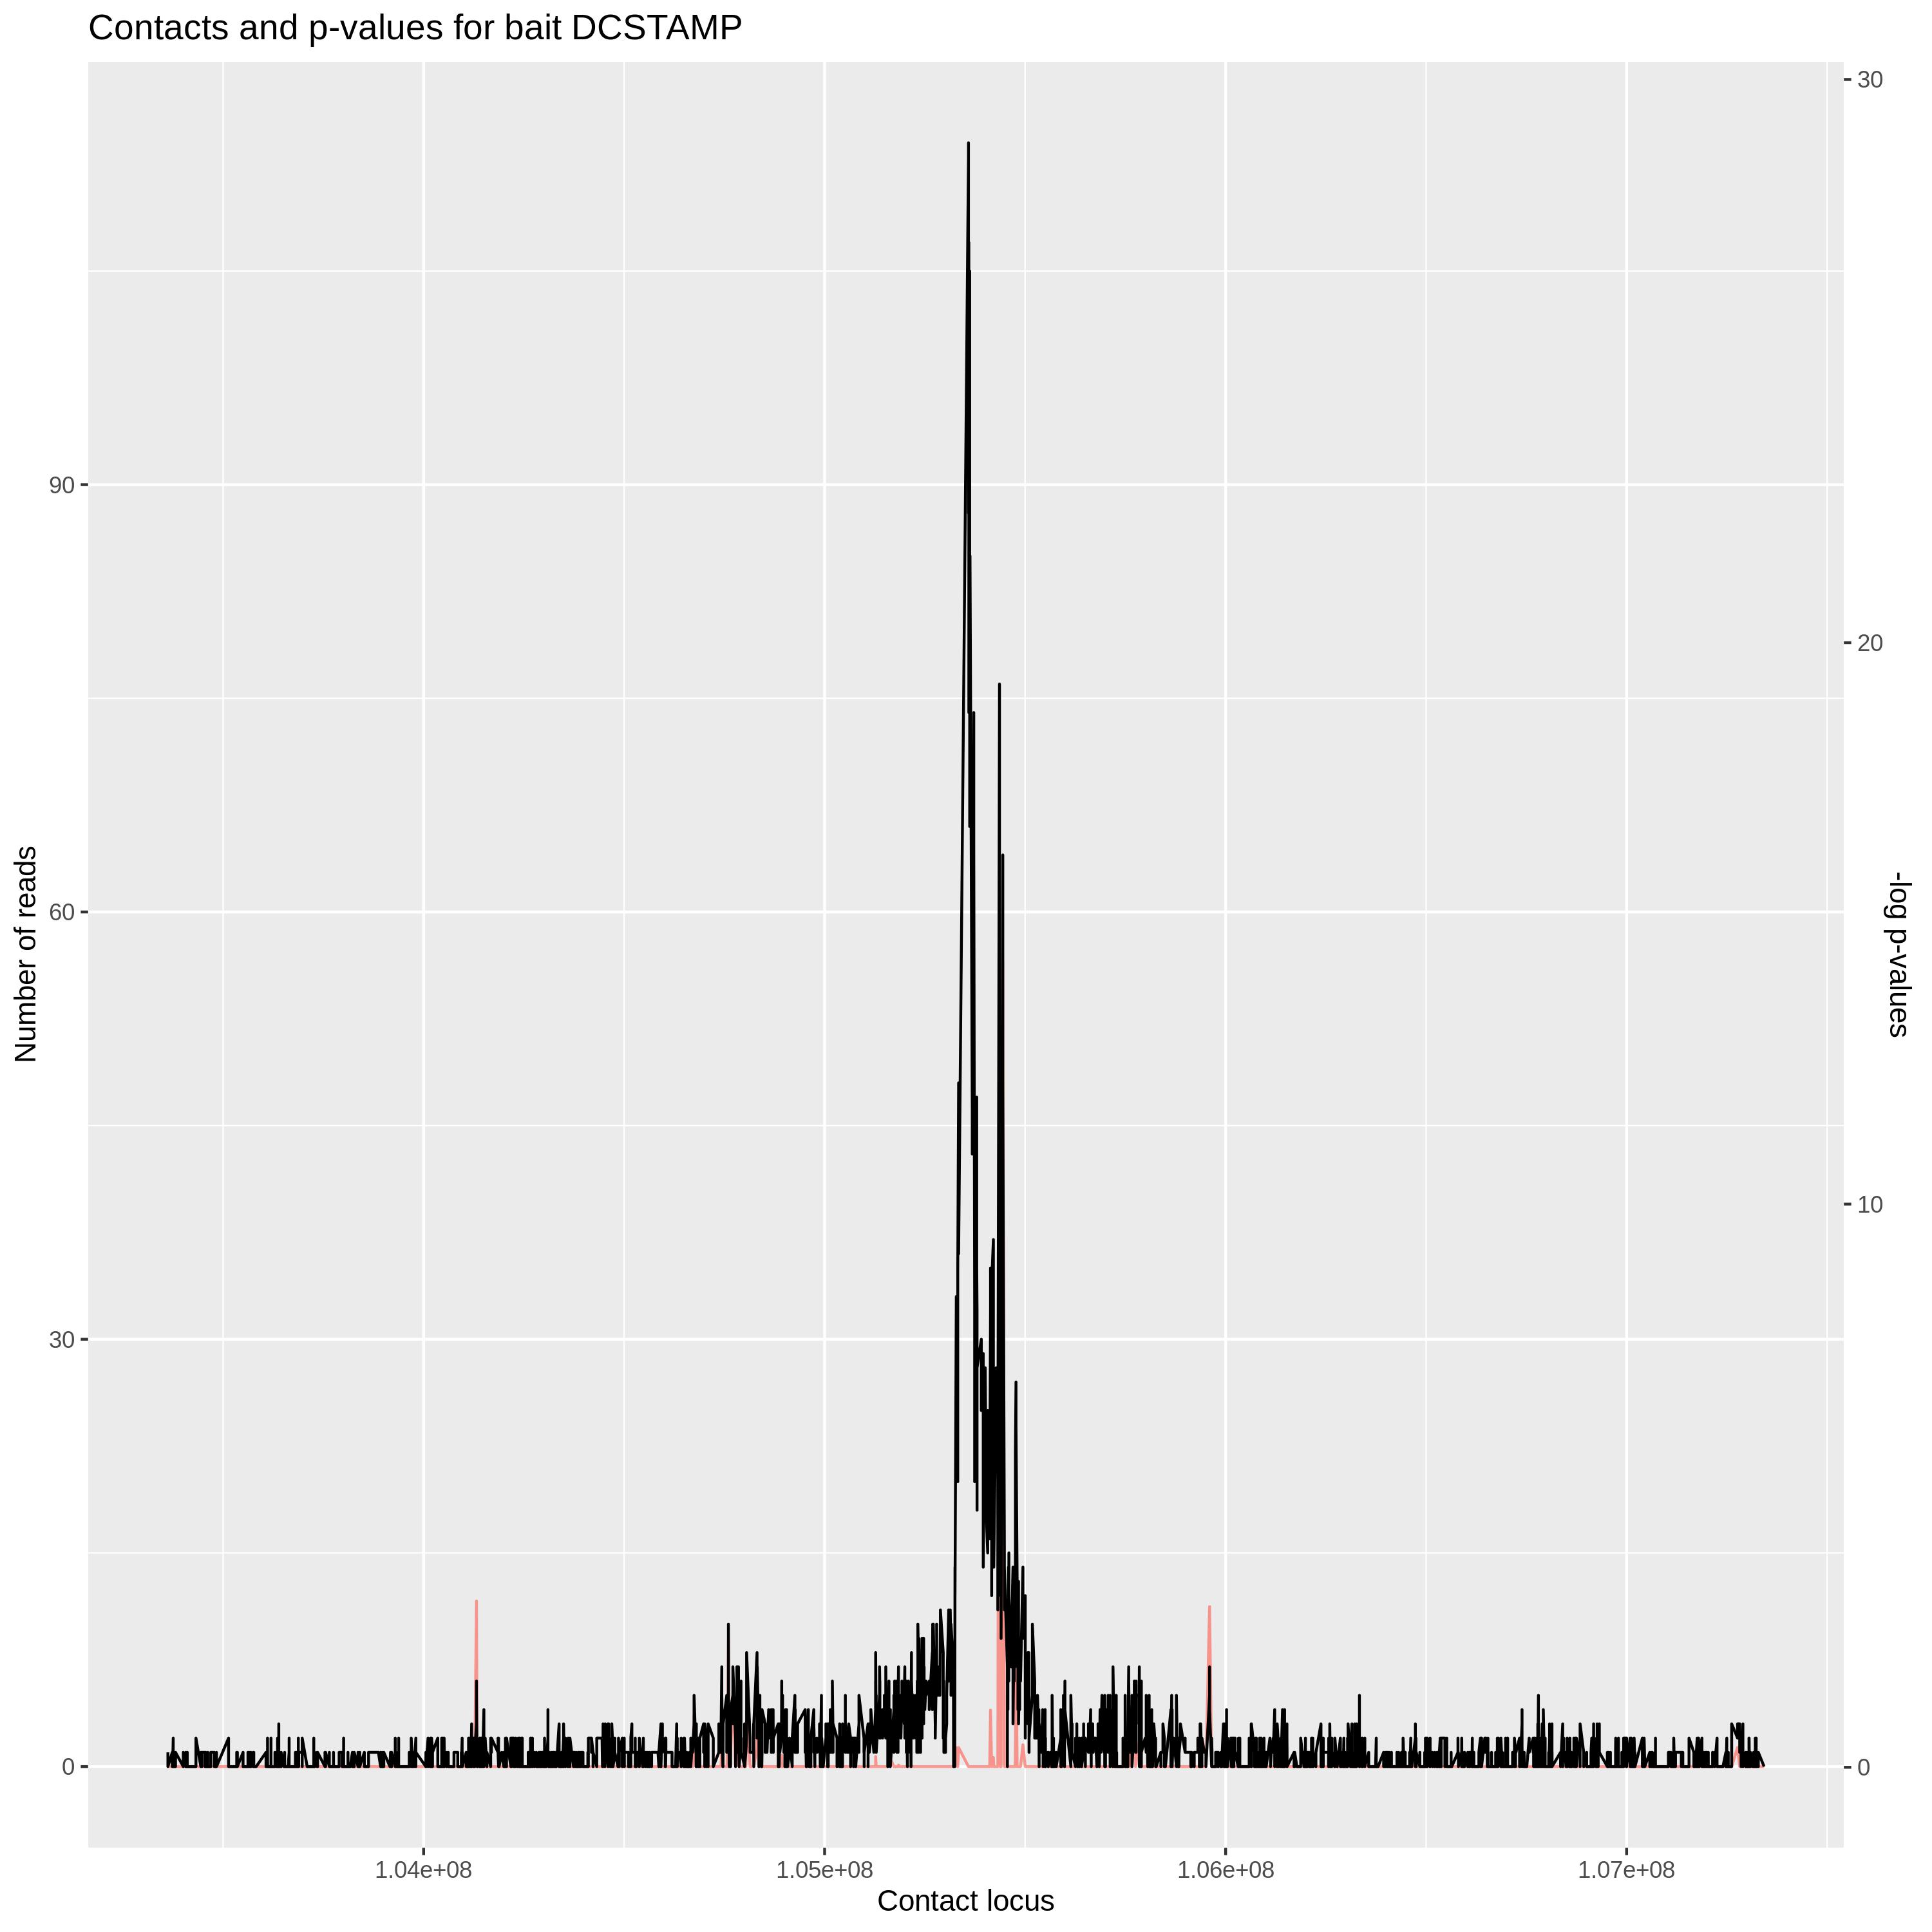 Contacts and p-values for bait DCSTAMP
30
90
20
60
10
30
0
0
Number of reads
-log p-values
1.04e+08
1.05e+08
1.06e+08
1.07e+08
Contact locus